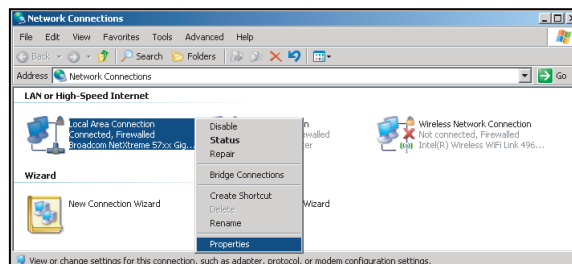 Network Connections
File Edit View Favorites Tools Advanced Help
Back Search Folders
Address Network Connections Go
LAN or High-Speed Internet
Local Area Connection
Connected, Firewalled
Broadcom NetXtreme 57xx Gig...
Disable
Status
Repair
Bridge Connections
Create Shortcut
Delete
Rename
Properties
Wireless Network Connection
Not connected, Firewalled
Intel(R) Wireless WiFi Link 496...
Wizard
New Connection Wizard
Wizard
View or change settings for this connection, such as adapter, protocol, or modem configuration settings.